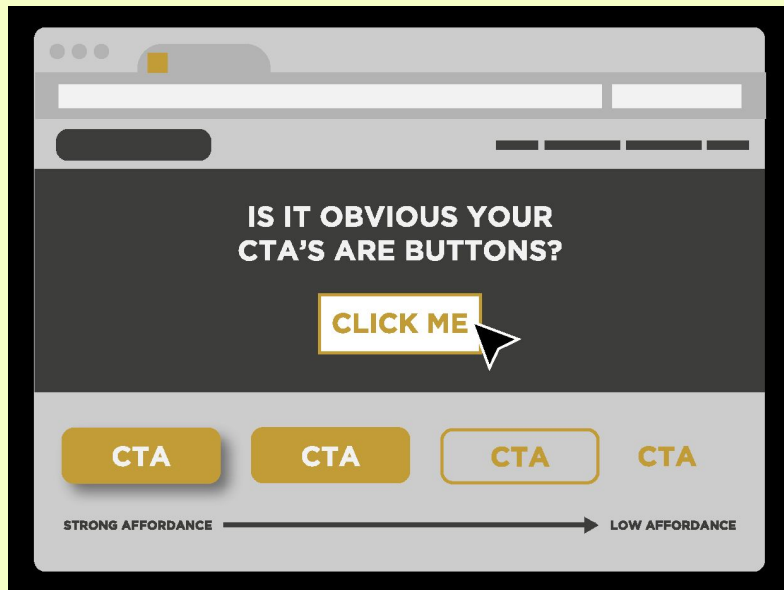 IS IT OBVIOUS YOUR
CTA'S ARE BUTTONS?
CLICK ME
CTA
CTA
CTA
CTA
STRONG AFFORDANCE
LOW AFFORDANCE